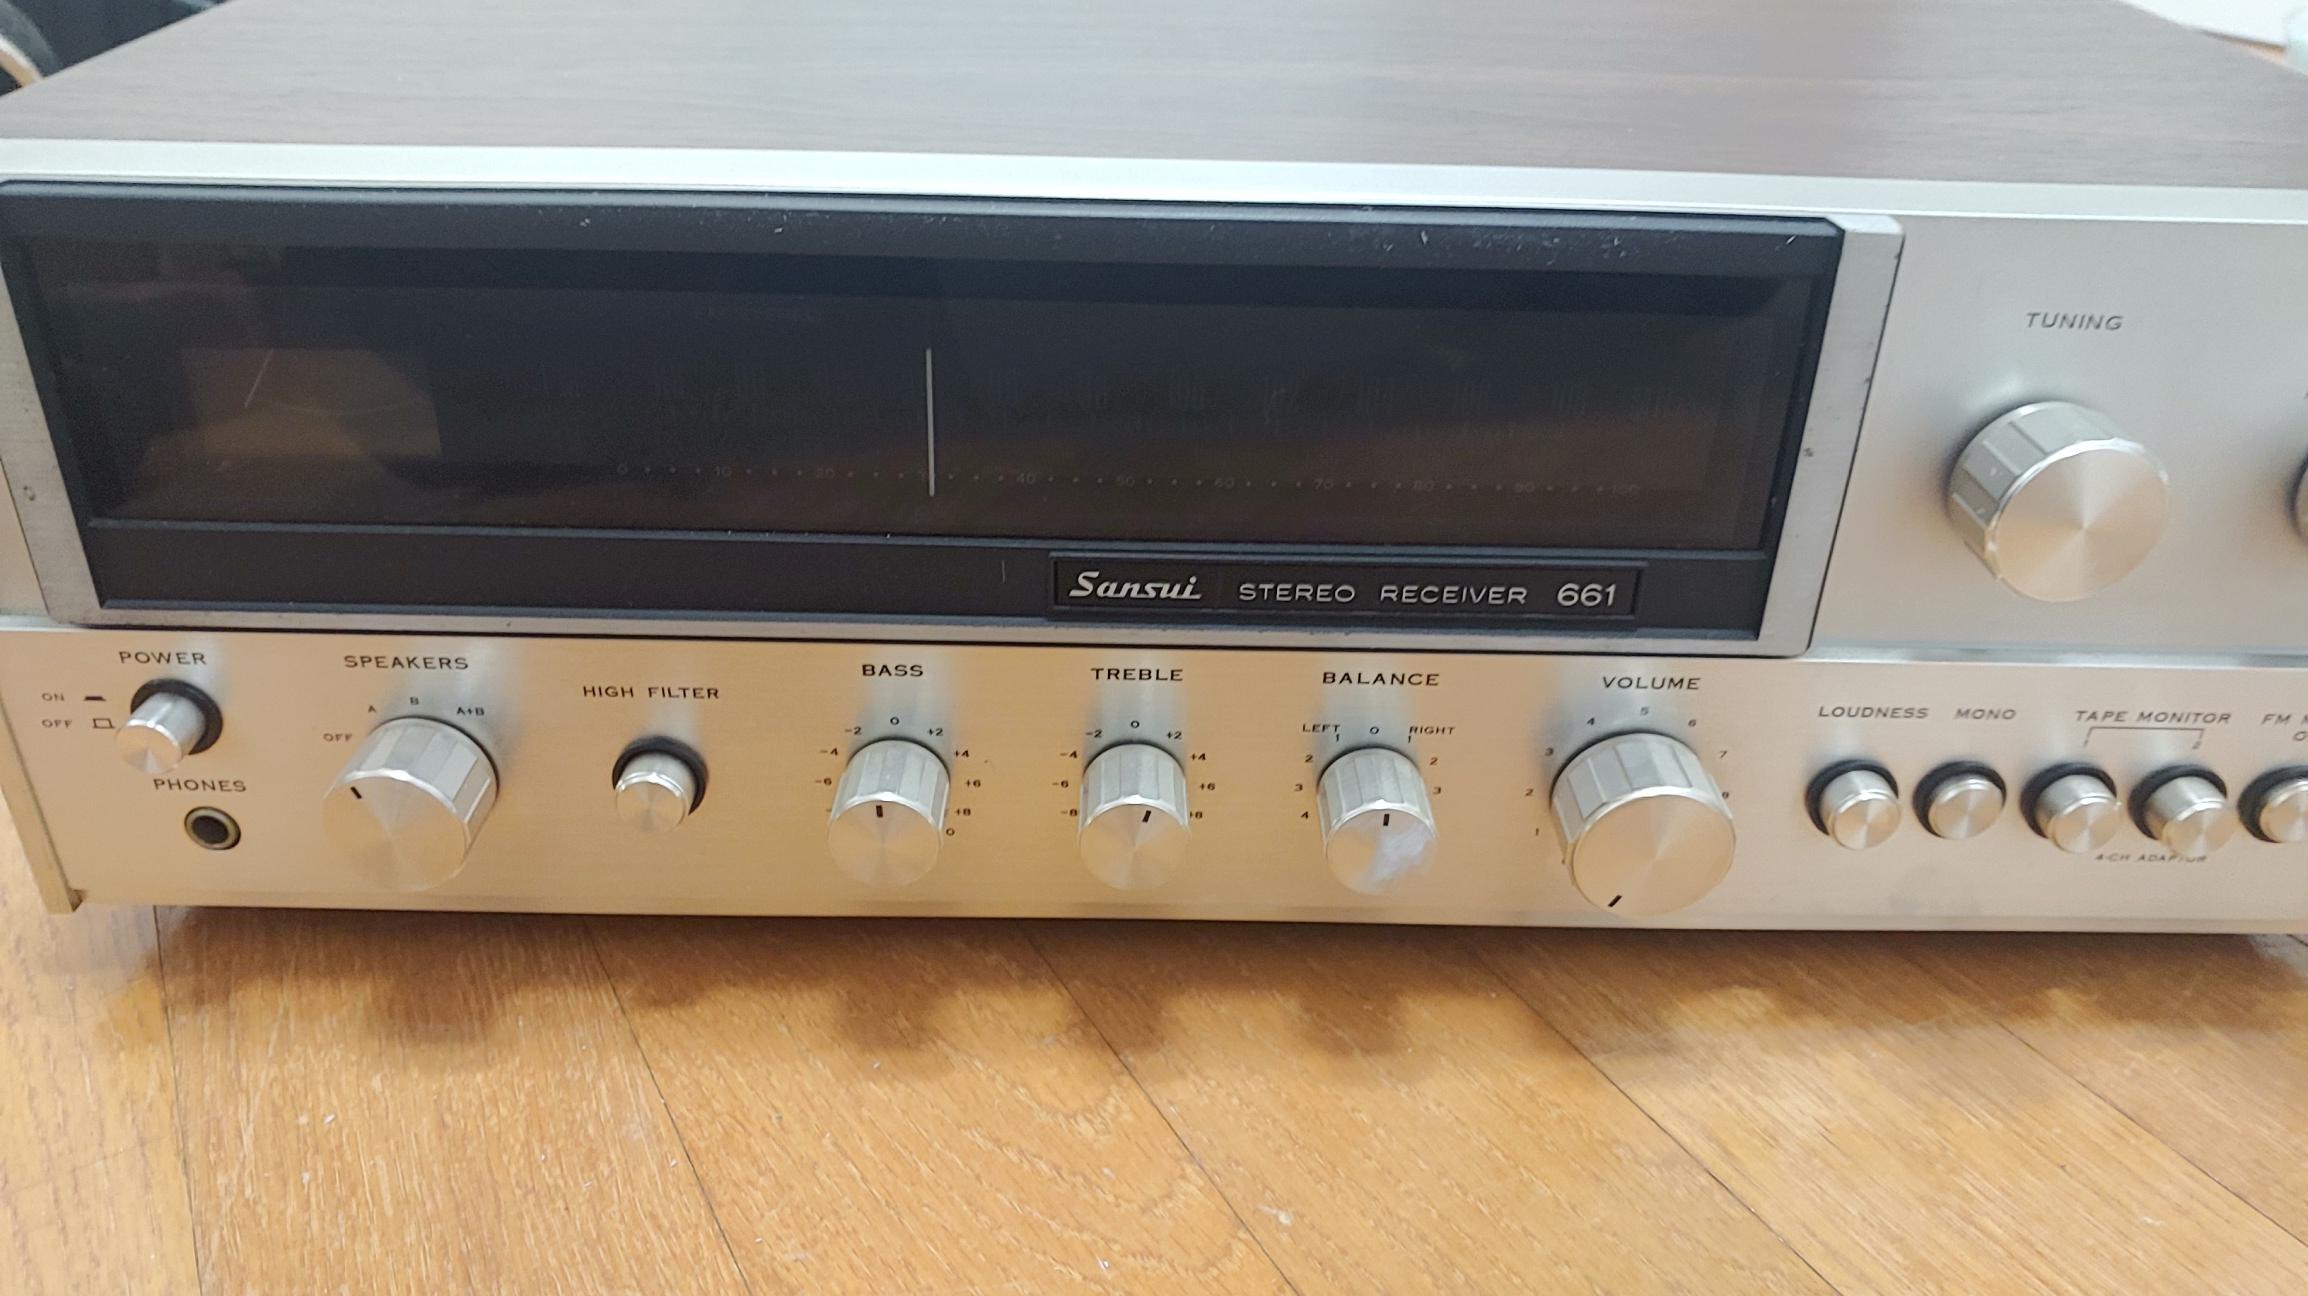 TUNING
0 10 20 40 50 60 70 80 90 100
Sansui STEREO RECEIVER 661
POWER
ON
OFF
PHONES
SPEAKERS
OFF A B A+B
HIGH FILTER
BASS
-6 -4 -2 0 +2 +4 +6 +8
TREBLE
-8 -6 -4 -2 0 +2 +4 +6 +8
BALANCE
LEFT 0 RIGHT
4 3 2 1 1 2 3
VOLUME
1 2 3 4 5 6 7 8
LOUDNESS
MONO
TAPE MONITOR
1 2
4-CH ADAPTOR
FM